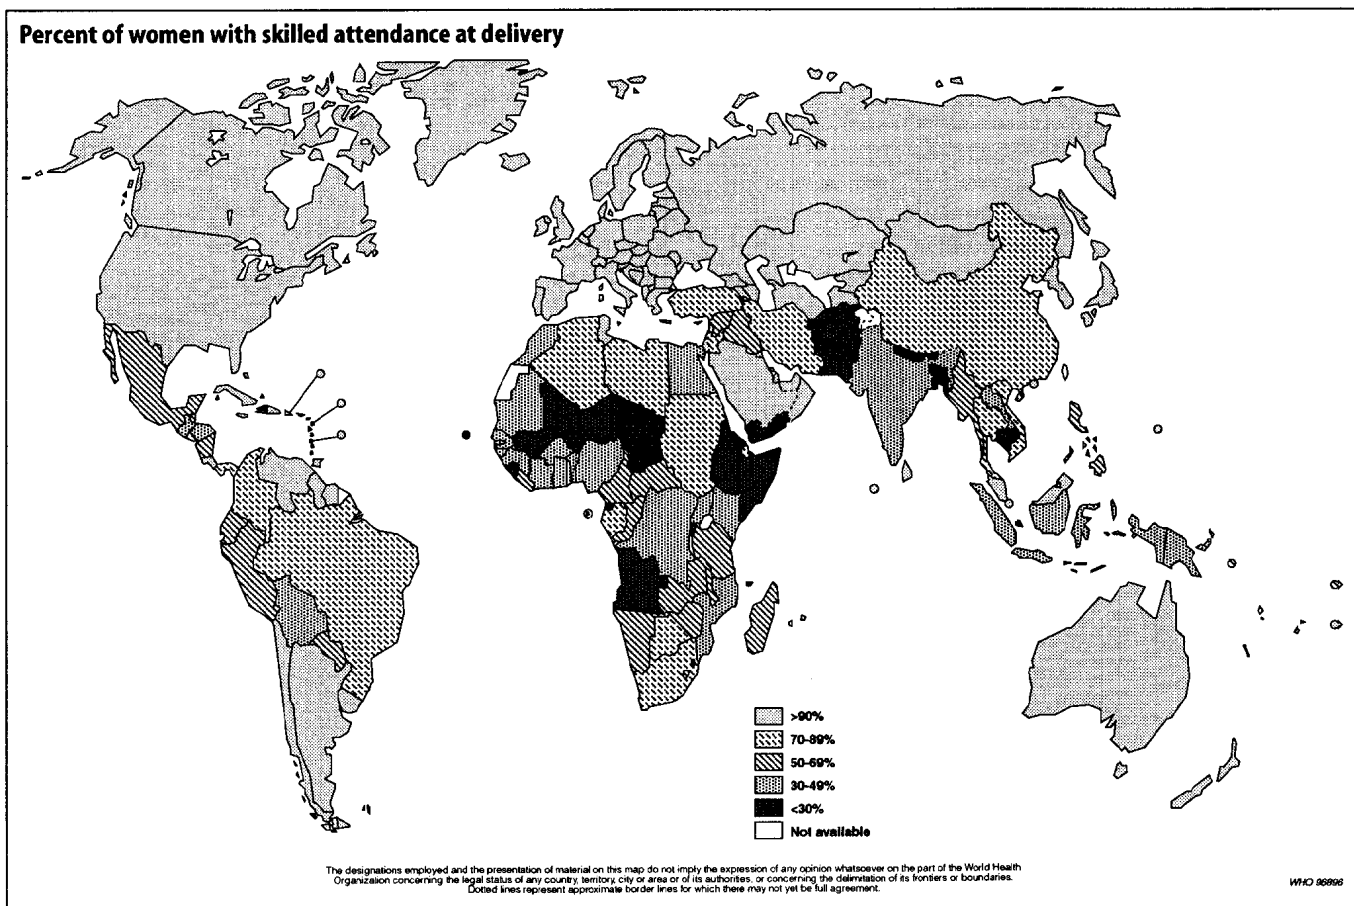 Percent of women with skilled attendance at delivery
>90%
70-89%
50-69%
30-49%
<30%
Not available
The designations employed and the presentation of material on this map do not imply the expression of any opinion whatsoever on the part of the World Health
Organization concerning the legal status of any country, territory, city or area or of its authorities, or concerning the delimitation of its frontiers or boundaries.
Dotted lines represent approximate border lines for which there may not yet be full agreement.
WHO 96896